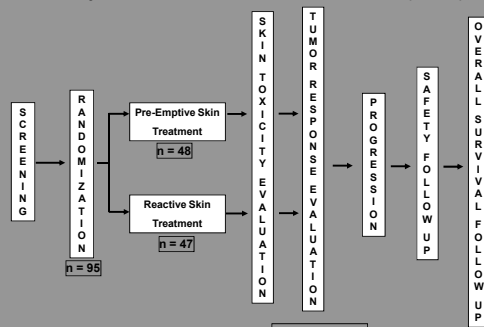 SCREENING
RANDOMIZATION
n = 95
Pre-Emptive Skin
Treatment
n = 48
Reactive Skin
Treatment
n = 47
SKIN TOXICITY EVALUATION
TUMOR RESPONSE EVALUATION
PROGRESSION
SAFETY FOLLOW UP
OVERALL SURVIVAL FOLLOW UP